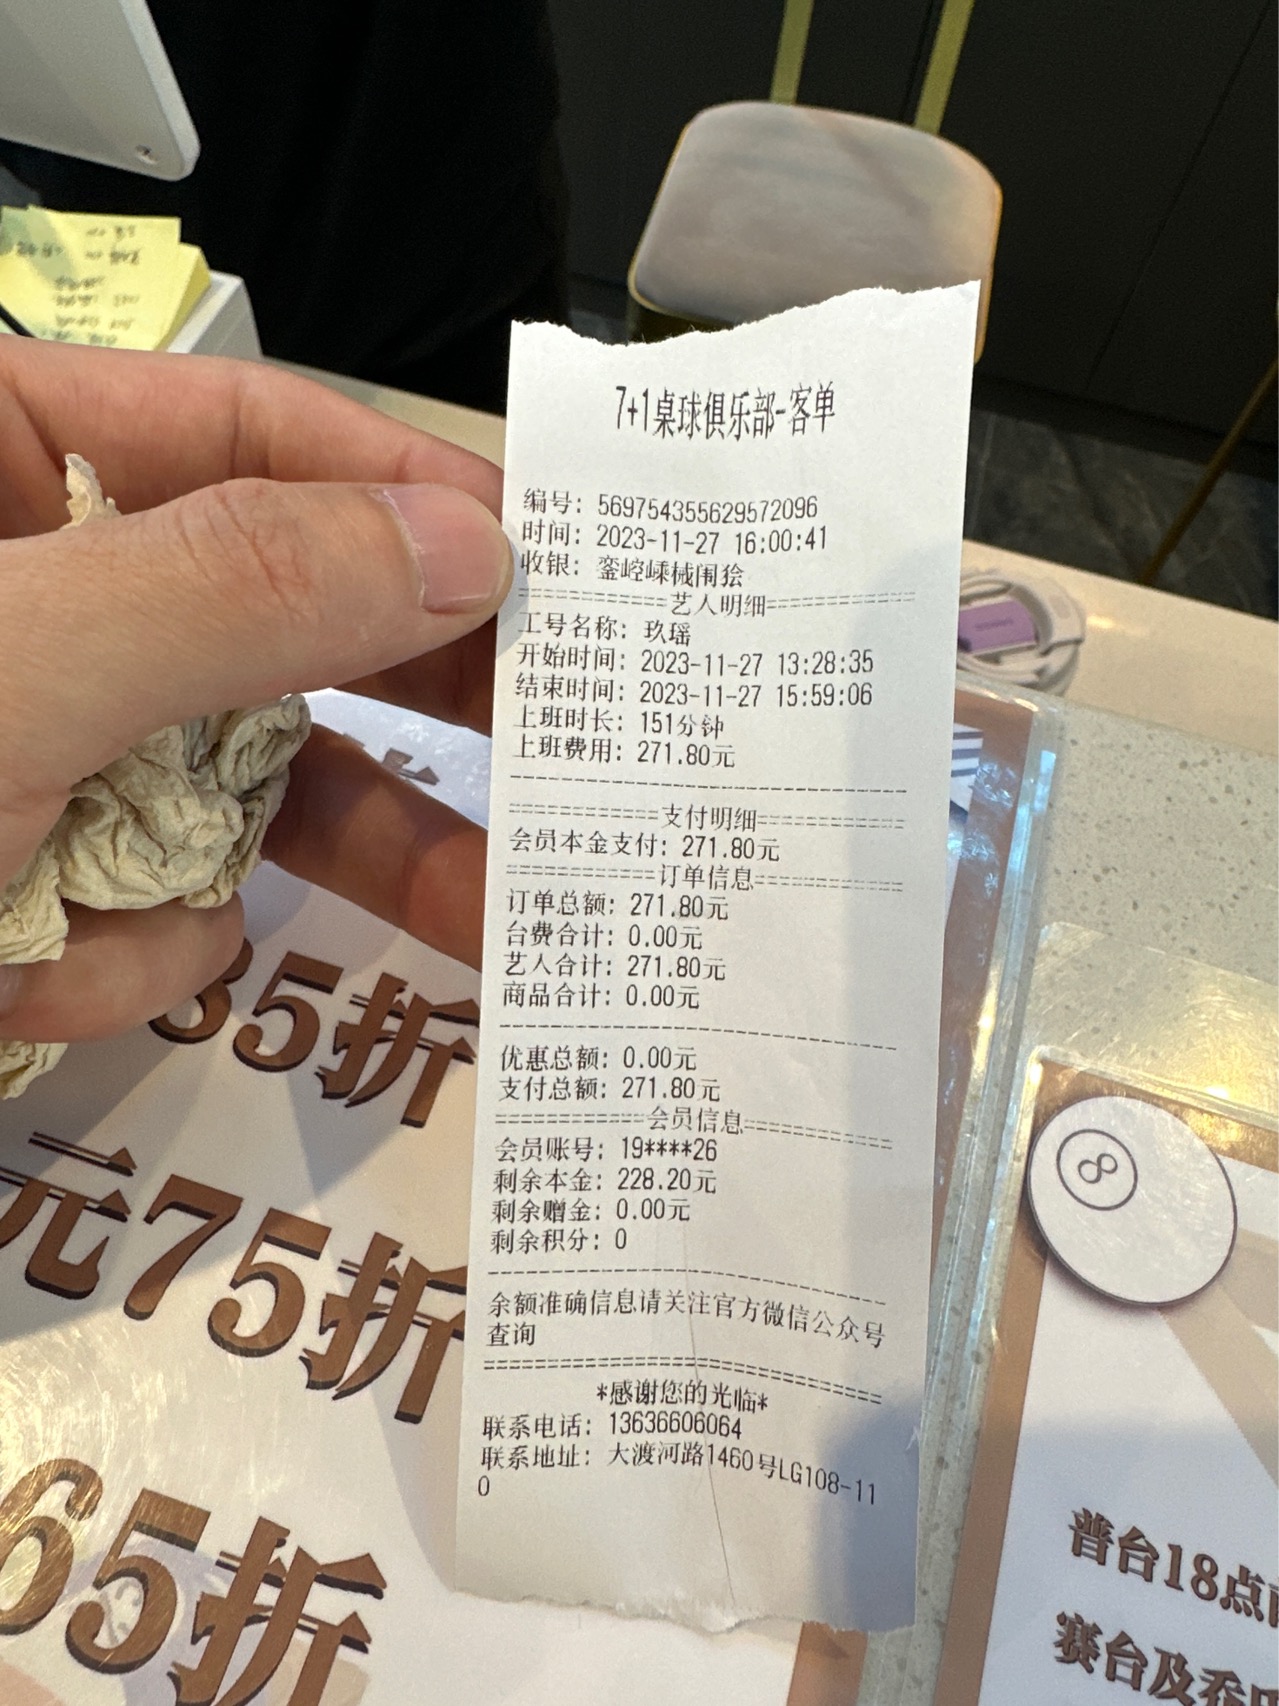 7+1桌球俱乐部-客单
编号: 569754355629572096
时间: 2023-11-27 16:00:41
收银: 銮崆嵊械闱狯
==========艺人明细==========
工号名称: 玖瑶
开始时间: 2023-11-27 13:28:35
结束时间: 2023-11-27 15:59:06
上班时长: 151分钟
上班费用: 271.80元
==========支付明细==========
会员本金支付: 271.80元
==========订单信息==========
订单总额: 271.80元
台费合计: 0.00元
艺人合计: 271.80元
商品合计: 0.00元
优惠总额: 0.00元
支付总额: 271.80元
==========会员信息==========
会员账号: 19****26
剩余本金: 228.20元
剩余赠金: 0.00元
剩余积分: 0
余额准确信息请关注官方微信公众号
查询
*感谢您的光临*
联系电话: 13636606064
联系地址: 大渡河路1460号LG108-11
0
85折
元75折
65折
8
普台18点
赛台及乔